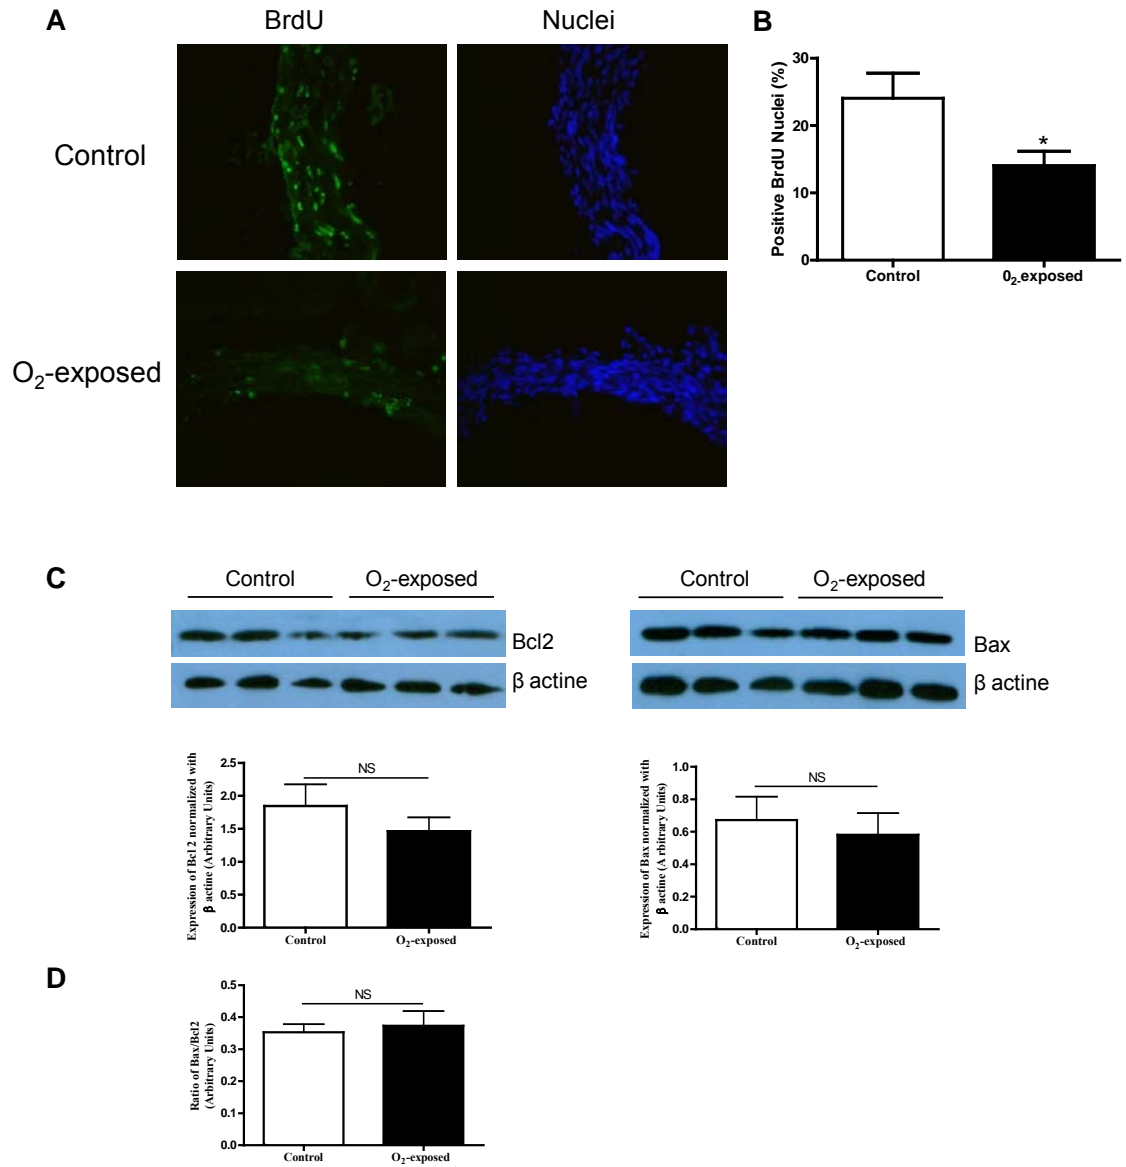 A
BrdU
Nuclei
Control
O₂-exposed
B
Positive BrdU Nuclei (%)
30
20
10
0
*
Control
0₂-exposed
C
Control
O₂-exposed
Bcl2
β actine
Control
O₂-exposed
Bax
β actine
Expression of Bcl 2 normalized with
β actine (Arbitrary Units)
2.5
2.0
1.5
1.0
0.5
0.0
NS
Control
O₂-exposed
Expression of Bax normalized with
β actine (A rbitrary Units)
1.0
0.8
0.6
0.4
0.2
0.0
NS
Control
O₂-exposed
D
Ratio of Bax/Bcl2
(Arbitrary Units)
0.5
0.4
0.3
0.2
0.1
0.0
NS
Control
O₂-exposed